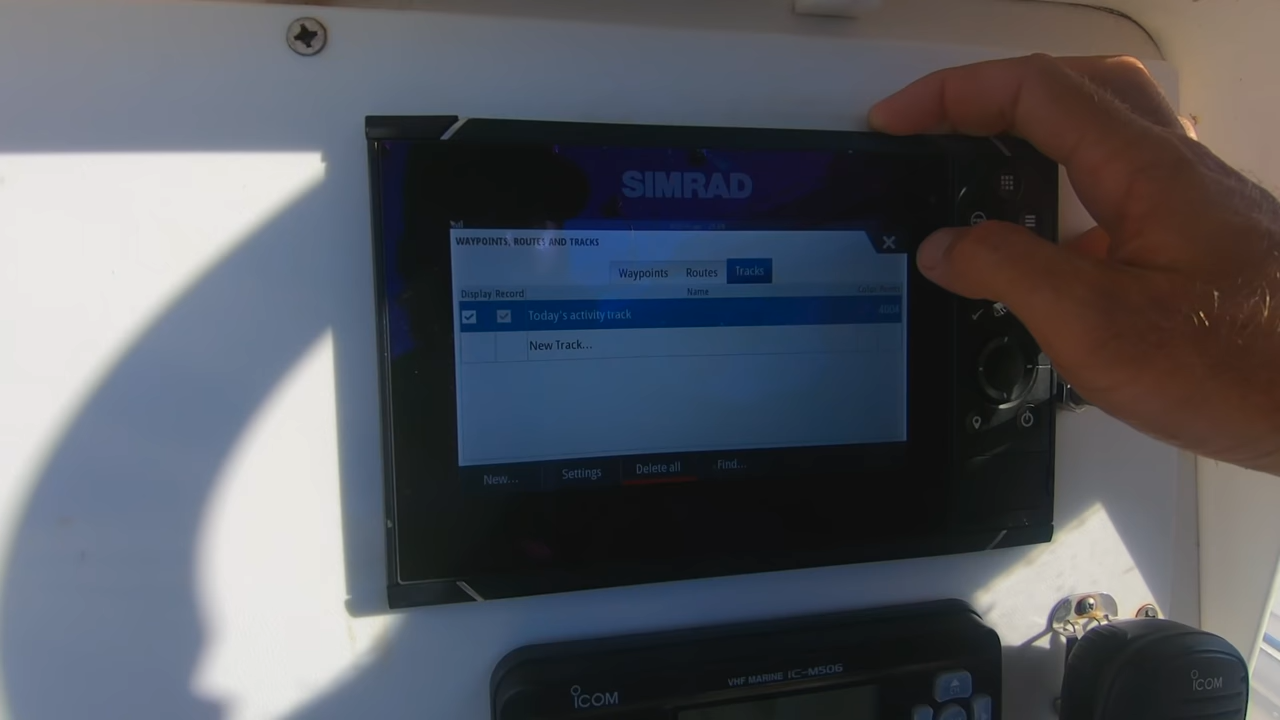 SIMRAD
WAYPOINTS, ROUTES AND TRACKS
Waypoints Routes Tracks
Display Record Name
Today's activity track
New Track...
New... Settings Delete all Find...
VHF MARINE IC-M506
ICOM
ICOM